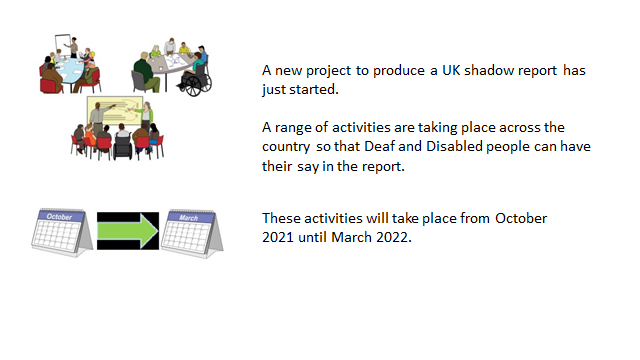 A new project to produce a UK shadow report has
just started.
A range of activities are taking place across the
country so that Deaf and Disabled people can have
their say in the report.
October
March
These activities will take place from October
2021 until March 2022.